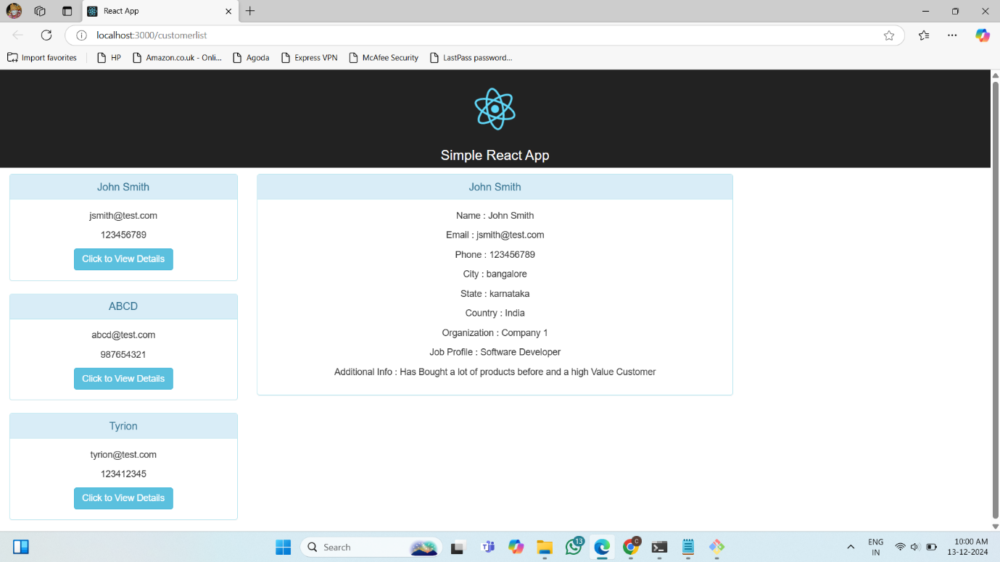 React App
localhost:3000/customerlist
Import favorites HP Amazon.co.uk - Onli... Agoda Express VPN McAfee Security LastPass password...
Simple React App
John Smith
jsmith@test.com
123456789
Click to View Details
ABCD
abcd@test.com
987654321
Click to View Details
Tyrion
tyrion@test.com
123412345
Click to View Details
John Smith
Name : John Smith
Email : jsmith@test.com
Phone : 123456789
City : bangalore
State : karnataka
Country : India
Organization : Company 1
Job Profile : Software Developer
Additional Info : Has Bought a lot of products before and a high Value Customer
Search
13
C
ENG
IN
10:00 AM
13-12-2024